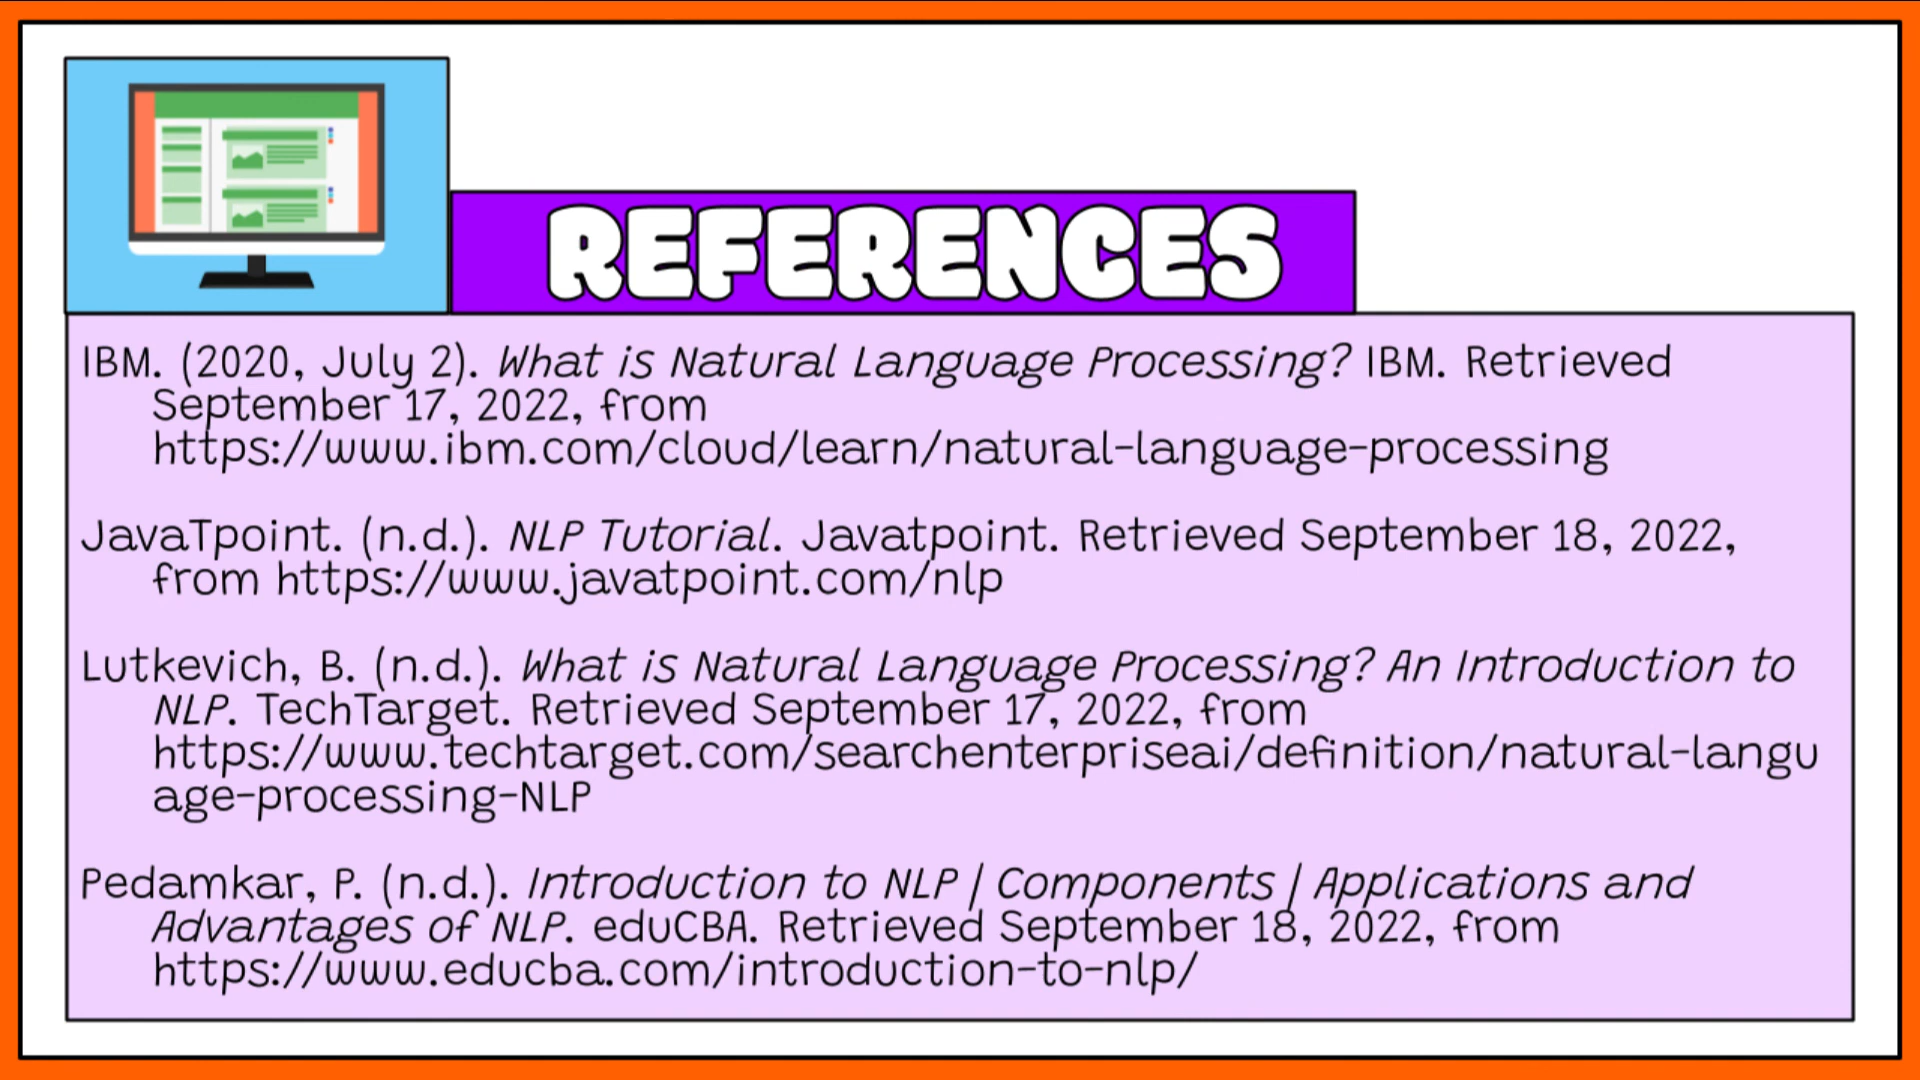 REFERENCES
IBM. (2020, July 2). What is Natural Language Processing? IBM. Retrieved
September 17, 2022, from
https://www.ibm.com/cloud/learn/natural-language-processing
JavaTpoint. (n.d.). NLP Tutorial. Javatpoint. Retrieved September 18, 2022,
from https://www.javatpoint.com/nlp
Lutkevich, B. (n.d.). What is Natural Language Processing? An Introduction to
NLP. TechTarget. Retrieved September 17, 2022, from
https://www.techtarget.com/searchenterpriseai/definition/natural-langu
age-processing-NLP
Pedamkar, P. (n.d.). Introduction to NLP | Components | Applications and
Advantages of NLP. eduCBA. Retrieved September 18, 2022, from
https://www.educba.com/introduction-to-nlp/